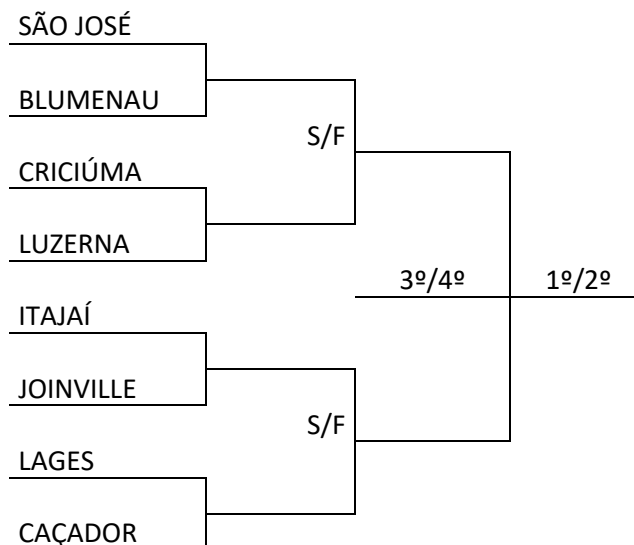 SÃO JOSÉ
BLUMENAU
S/F
CRICIÚMA
LUZERNA
3º/4º
1º/2º
ITAJAÍ
JOINVILLE
S/F
LAGES
CAÇADOR